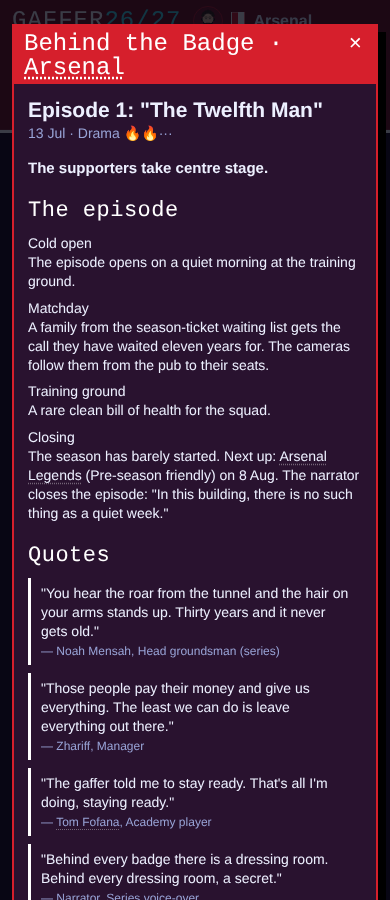 GAFFER26/27 Arsenal
Behind the Badge ·
Arsenal
×
Episode 1: "The Twelfth Man"
13 Jul · Drama 🔥🔥···
The supporters take centre stage.
The episode
Cold open
The episode opens on a quiet morning at the training
ground.
Matchday
A family from the season-ticket waiting list gets the
call they have waited eleven years for. The cameras
follow them from the pub to their seats.
Training ground
A rare clean bill of health for the squad.
Closing
The season has barely started. Next up: Arsenal
Legends (Pre-season friendly) on 8 Aug. The narrator
closes the episode: "In this building, there is no such
thing as a quiet week."
Quotes
"You hear the roar from the tunnel and the hair on
your arms stands up. Thirty years and it never
gets old."
— Noah Mensah, Head groundsman (series)
"Those people pay their money and give us
everything. The least we can do is leave
everything out there."
— Zhariff, Manager
"The gaffer told me to stay ready. That's all I'm
doing, staying ready."
— Tom Fofana, Academy player
"Behind every badge there is a dressing room.
Behind every dressing room, a secret."
— Narrator, Series voice-over